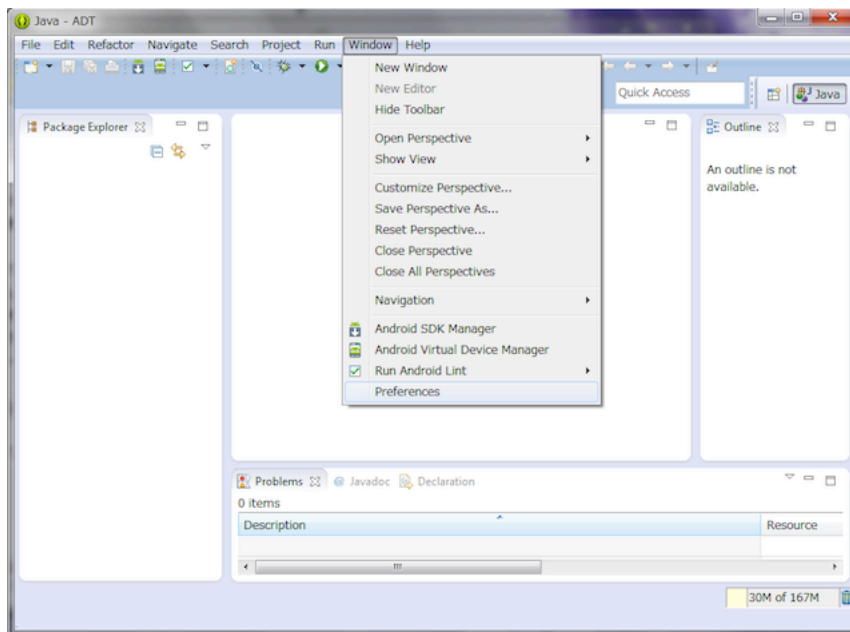 Java - ADT
File Edit Refactor Navigate Search Project Run Window Help
Quick Access
Java
Package Explorer
New Window
New Editor
Hide Toolbar
Open Perspective
Show View
Customize Perspective...
Save Perspective As...
Reset Perspective...
Close Perspective
Close All Perspectives
Navigation
Android SDK Manager
Android Virtual Device Manager
Run Android Lint
Preferences
Outline
An outline is not
available.
Problems @ Javadoc Declaration
0 items
Description Resource
30M of 167M